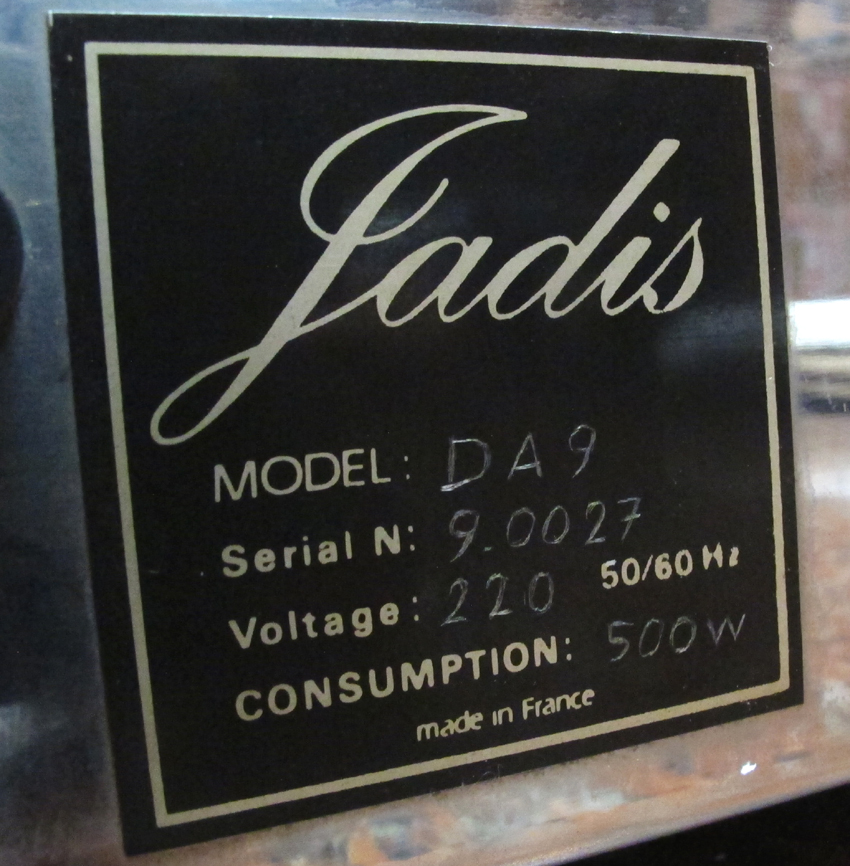 Jadis
MODEL: DA9
Serial N: 9.0027
Voltage: 220 50/60 Hz
CONSUMPTION: 500W
made in France